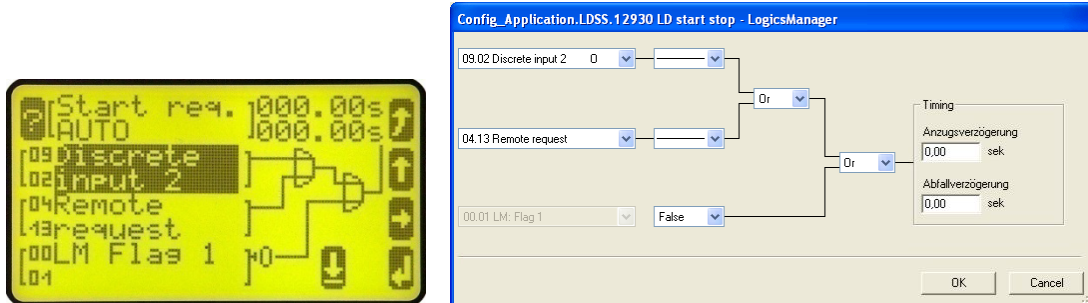 Start req.
000.00s
AUTO
000.00s
09 Discrete
02 input 2
04 Remote
13 request
00 LM Flag 1
01
0
?
Config_Application.LDSS.12930 LD start stop - LogicsManager
09.02 Discrete input 2 O
Or
04.13 Remote request
Or
00.01 LM: Flag 1
False
Timing
Anzugsverzögerung
0,00 sek
Abfallverzögerung
0,00 sek
OK
Cancel